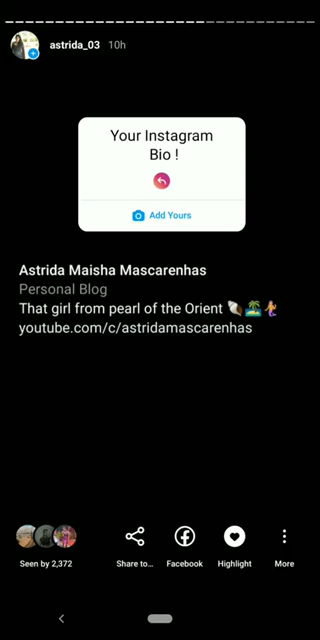 astrida_03 10h
Your Instagram
Bio !
Add Yours
Astrida Maisha Mascarenhas
Personal Blog
That girl from pearl of the Orient 🐚🏝️🧜‍♀️
youtube.com/c/astridamascarenhas
Seen by 2,372
Share to...
Facebook
Highlight
More